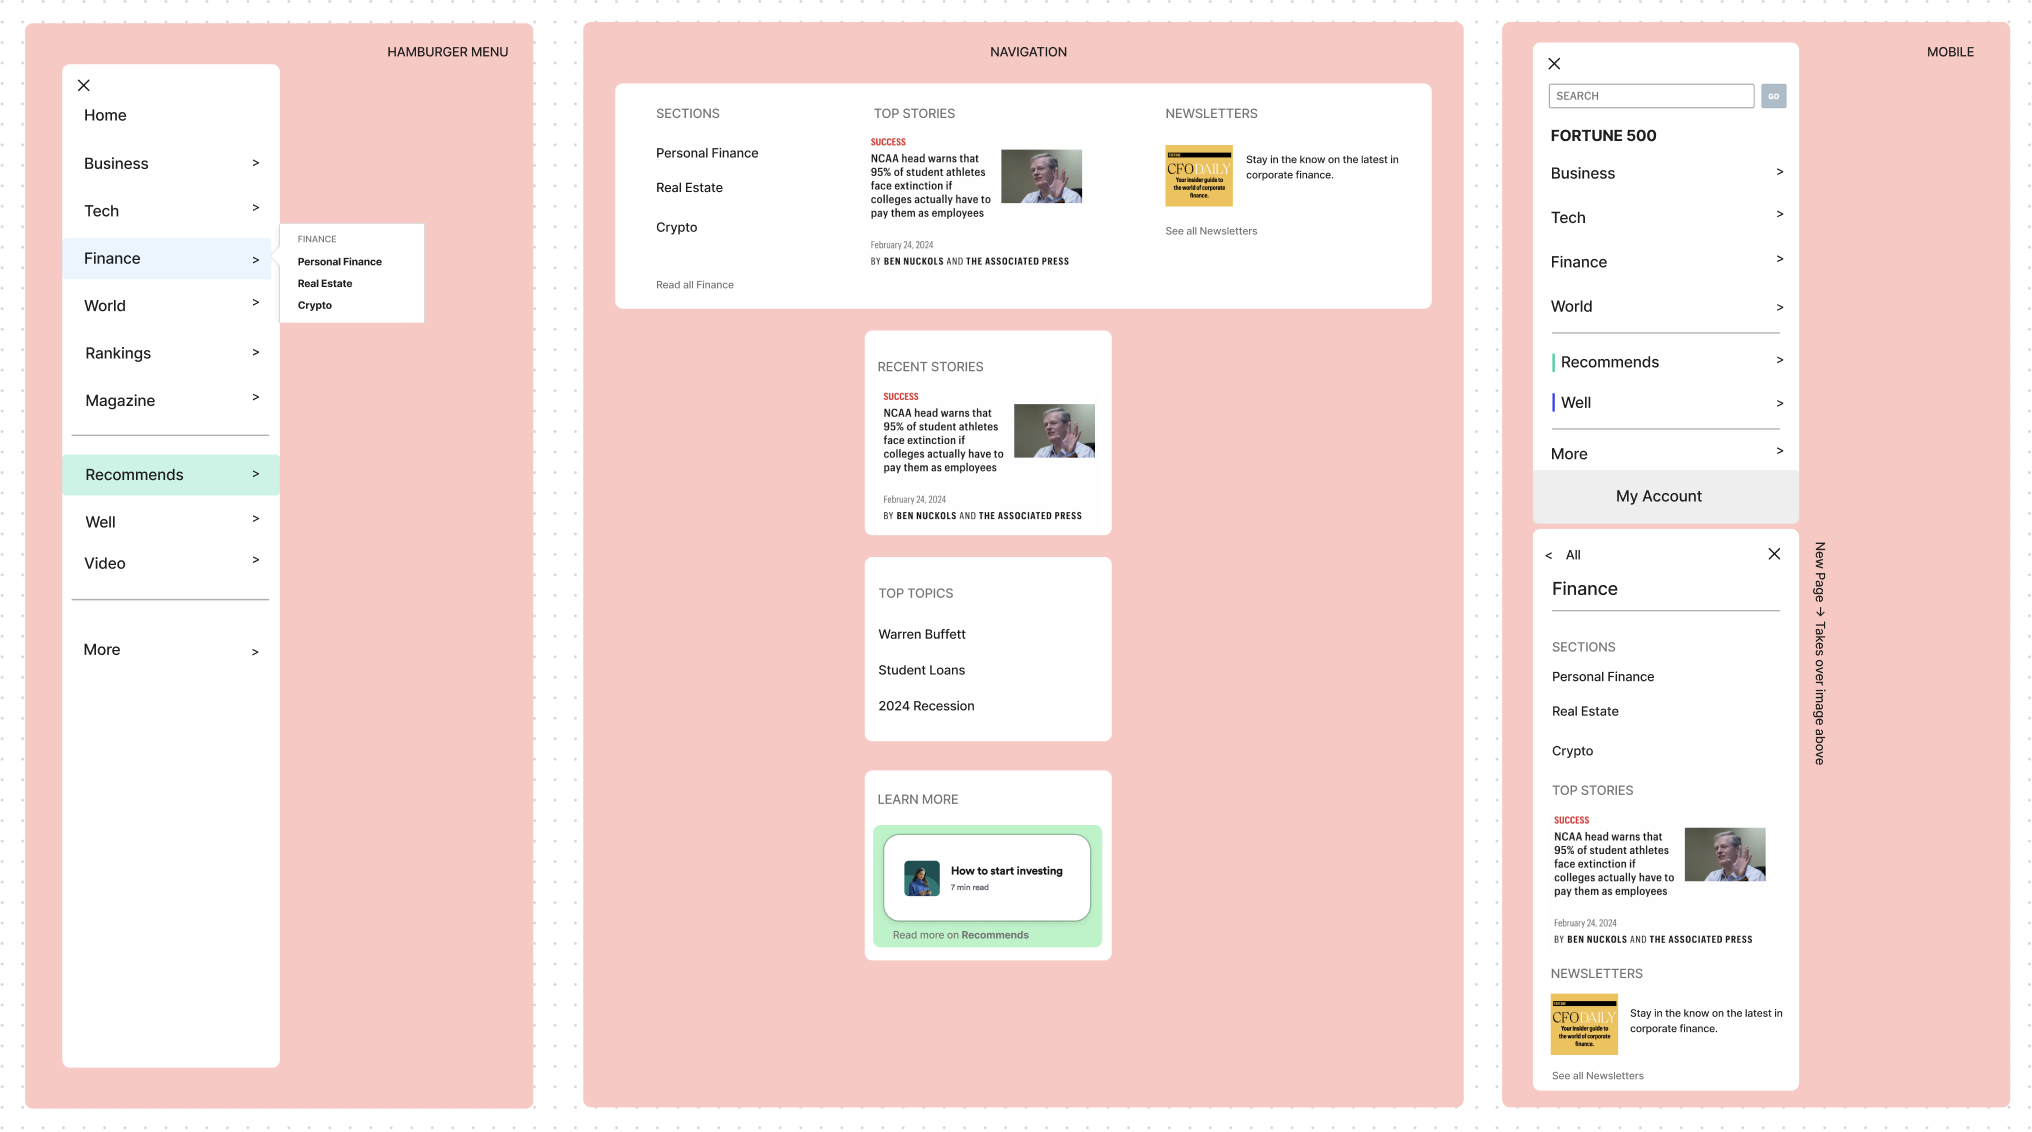 HAMBURGER MENU
Home
Business >
Tech >
Finance >
World >
Rankings >
Magazine >
Recommends >
Well >
Video >
More >
FINANCE
Personal Finance
Real Estate
Crypto
NAVIGATION
SECTIONS
Personal Finance
Real Estate
Crypto
Read all Finance
TOP STORIES
SUCCESS
NCAA head warns that
95% of student athletes
face extinction if
colleges actually have to
pay them as employees
February 24, 2024
BY BEN NUCKOLS AND THE ASSOCIATED PRESS
NEWSLETTERS
FORTUNE
CFO DAILY
Your insider guide to
the world of corporate
finance.
Stay in the know on the latest in
corporate finance.
See all Newsletters
RECENT STORIES
SUCCESS
NCAA head warns that
95% of student athletes
face extinction if
colleges actually have to
pay them as employees
February 24, 2024
BY BEN NUCKOLS AND THE ASSOCIATED PRESS
TOP TOPICS
Warren Buffett
Student Loans
2024 Recession
LEARN MORE
How to start investing
7 min read
Read more on Recommends
MOBILE
SEARCH
GO
FORTUNE 500
Business >
Tech >
Finance >
World >
Recommends >
Well >
More >
My Account
< All
Finance
SECTIONS
Personal Finance
Real Estate
Crypto
TOP STORIES
SUCCESS
NCAA head warns that
95% of student athletes
face extinction if
colleges actually have to
pay them as employees
February 24, 2024
BY BEN NUCKOLS AND THE ASSOCIATED PRESS
NEWSLETTERS
FORTUNE
CFO DAILY
Your insider guide to
the world of corporate
finance.
Stay in the know on the latest in
corporate finance.
See all Newsletters
New Page → Takes over image above